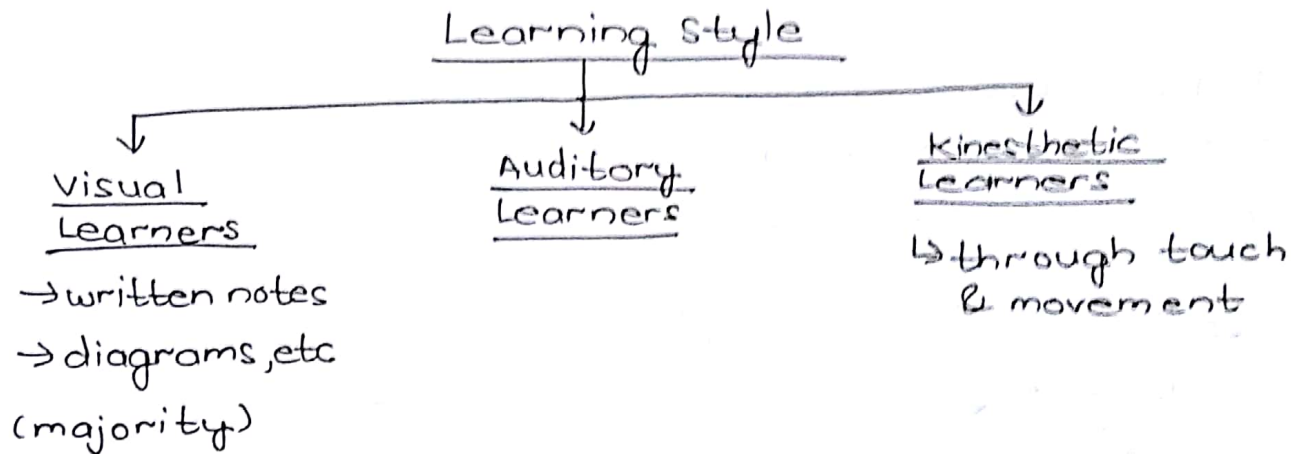 Learning Style
Visual
Learners
→written notes
→diagrams,etc
(majority)
Auditory
Learners
Kinesthetic
Learners
↳through touch
& movement